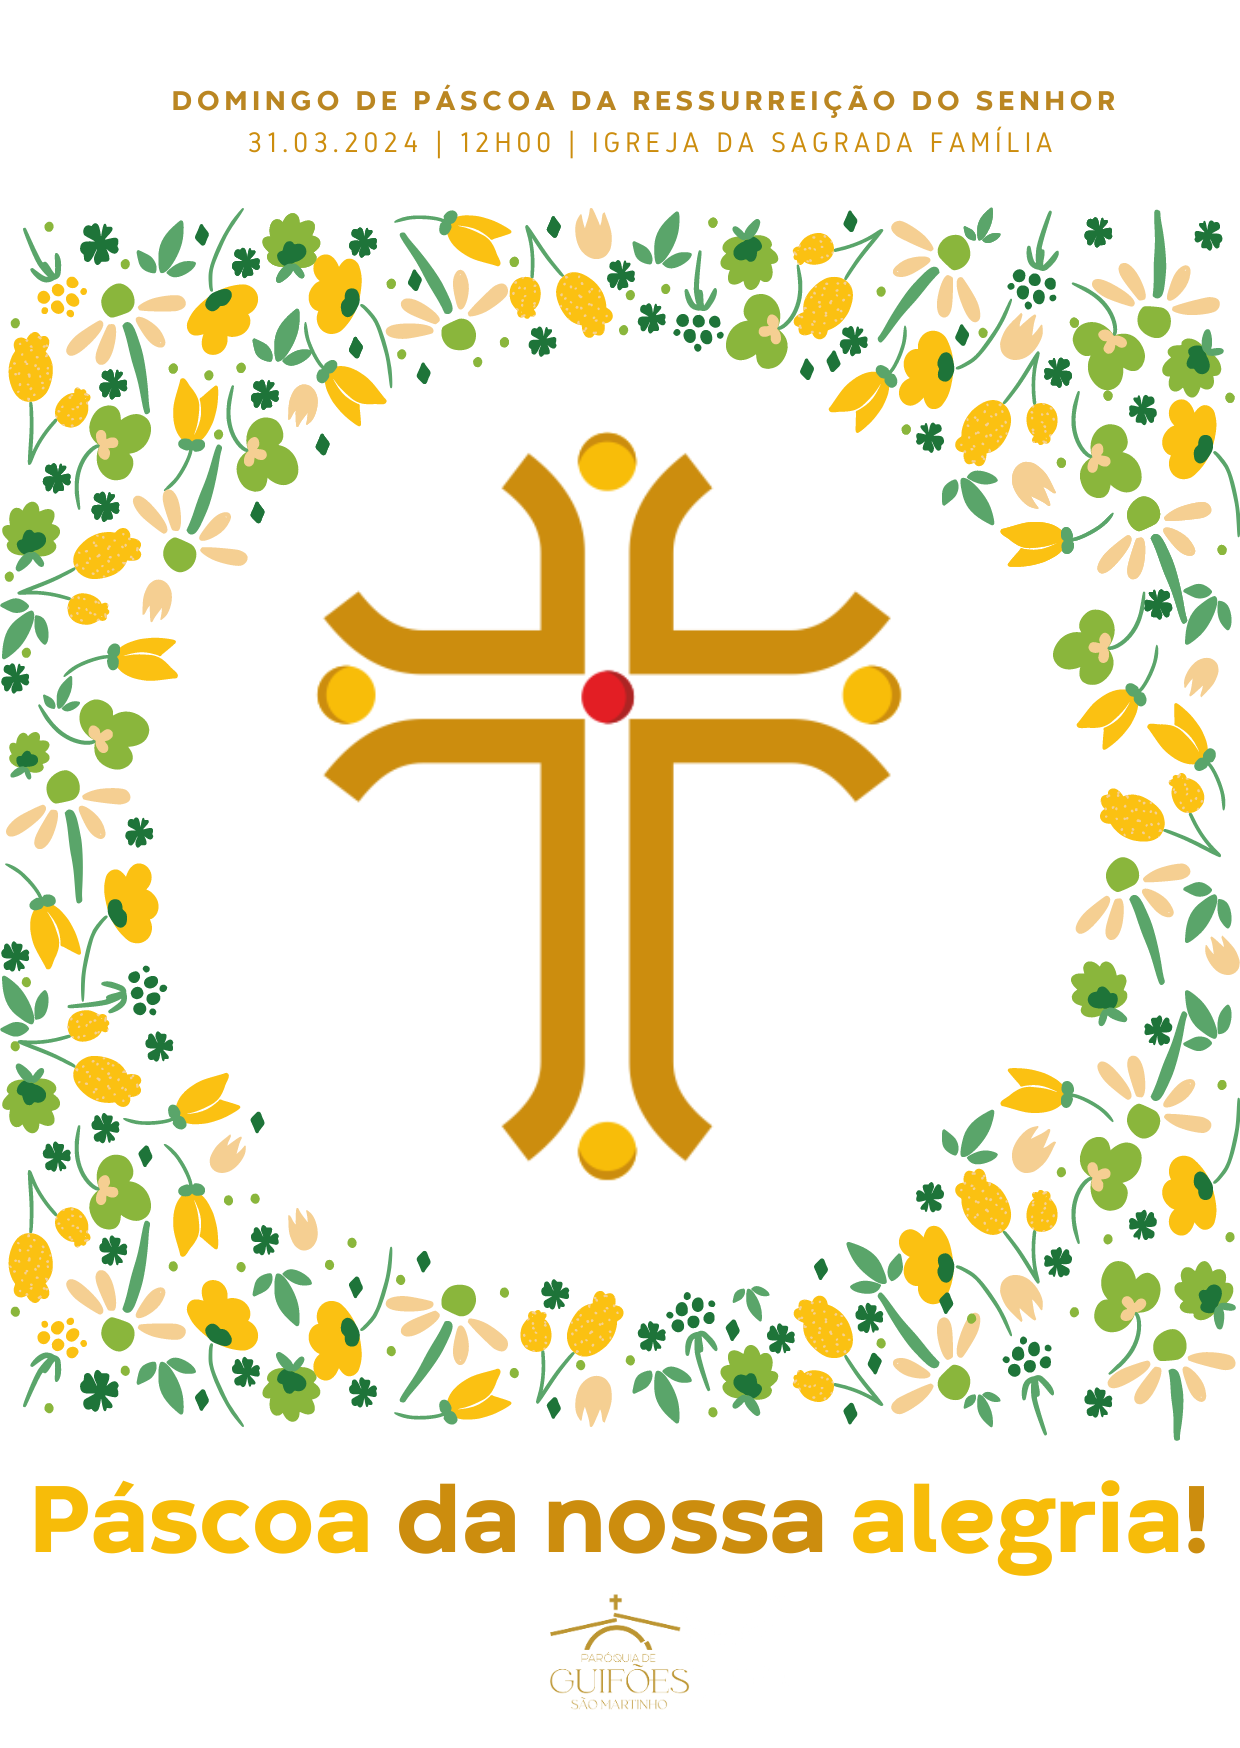 DOMINGO DE PÁSCOA DA RESSURREIÇÃO DO SENHOR
31.03.2024 | 12H00 | IGREJA DA SAGRADA FAMÍLIA
Páscoa da nossa alegria!
PARÓQUIA DE
GUIFÕES
SÃO MARTINHO